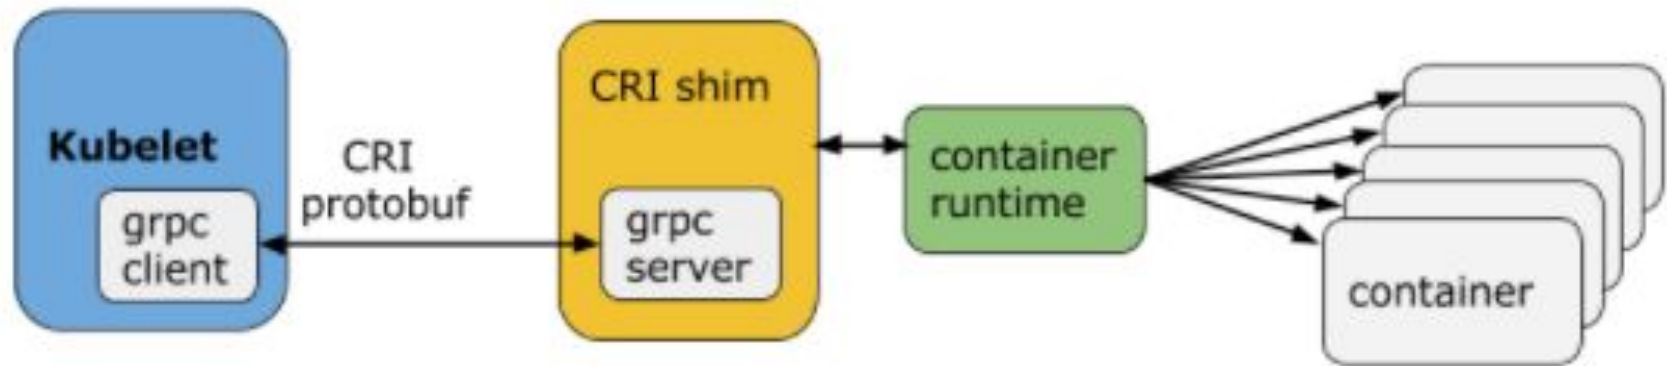 Kubelet
grpc
client
CRI
protobuf
CRI shim
grpc
server
container
runtime
container